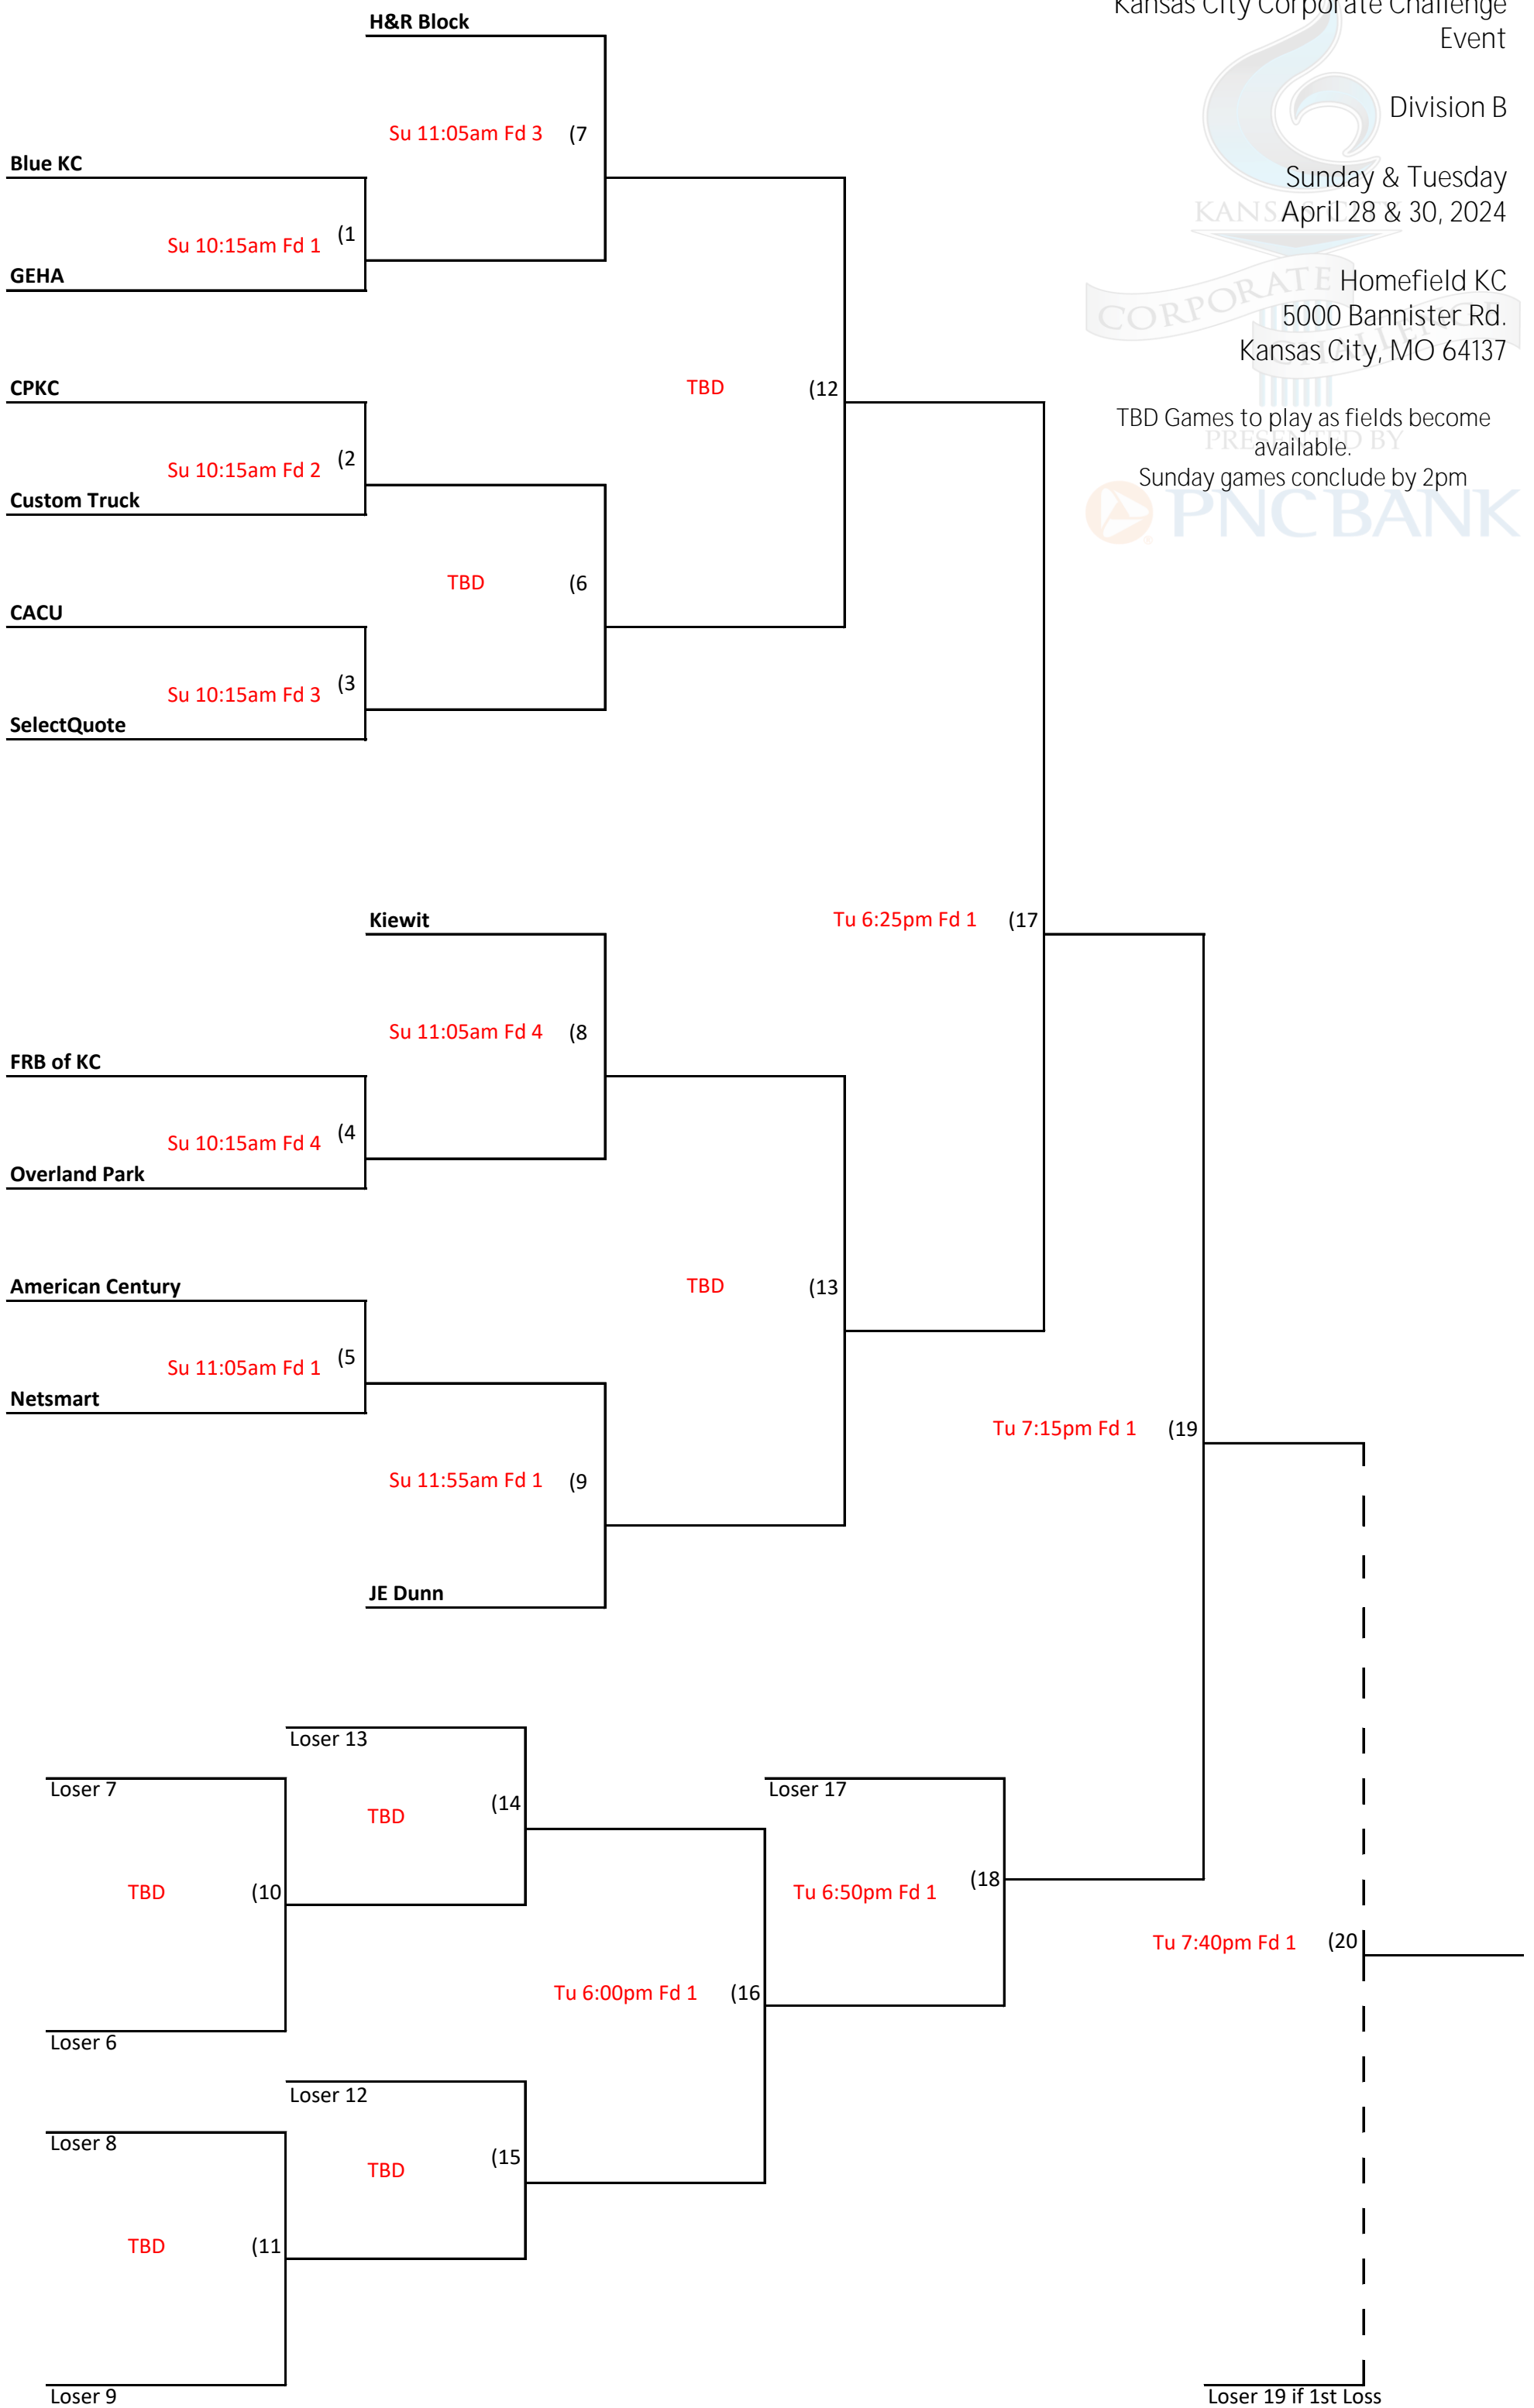 Kansas City Corporate Challenge
Event
Division B
Sunday & Tuesday
April 28 & 30, 2024
Homefield KC
5000 Bannister Rd.
Kansas City, MO 64137
TBD Games to play as fields become
available.
Sunday games conclude by 2pm
KANSAS CITY
CORPORATE
CHALLENGE
PRESENTED BY
PNC BANK
H&R Block
Su 11:05am Fd 3 (7
Blue KC
Su 10:15am Fd 1 (1
GEHA
CPKC
TBD (12
Su 10:15am Fd 2 (2
Custom Truck
TBD (6
CACU
Su 10:15am Fd 3 (3
SelectQuote
Kiewit
Tu 6:25pm Fd 1 (17
Su 11:05am Fd 4 (8
FRB of KC
Su 10:15am Fd 4 (4
Overland Park
American Century
TBD (13
Su 11:05am Fd 1 (5
Netsmart
Tu 7:15pm Fd 1 (19
Su 11:55am Fd 1 (9
JE Dunn
Loser 13
Loser 7
Loser 17
TBD (14
TBD (10
Tu 6:50pm Fd 1 (18
Tu 7:40pm Fd 1 (20
Tu 6:00pm Fd 1 (16
Loser 6
Loser 12
Loser 8
TBD (15
TBD (11
Loser 9
Loser 19 if 1st Loss